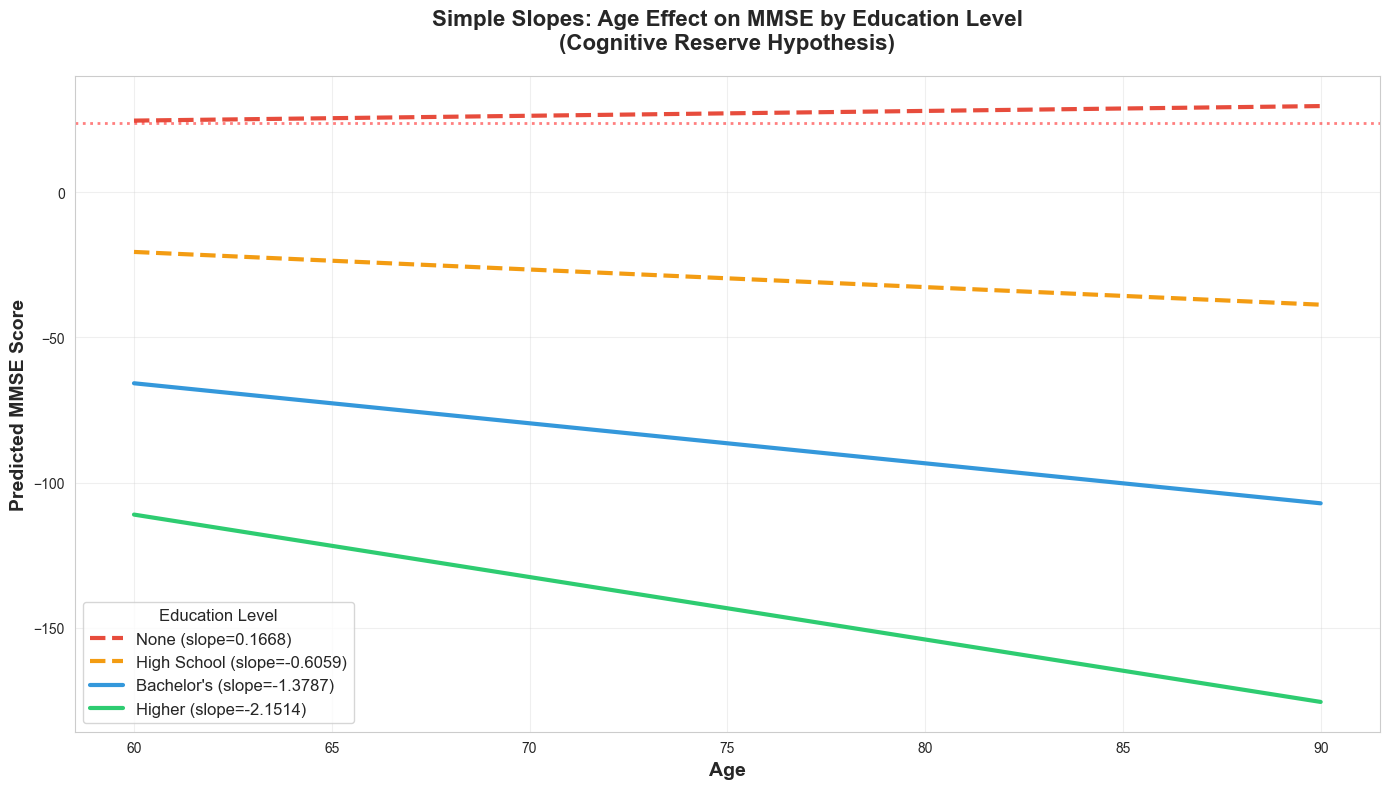 Simple Slopes: Age Effect on MMSE by Education Level
(Cognitive Reserve Hypothesis)
Predicted MMSE Score
0
−50
−100
−150
Education Level
None (slope=0.1668)
High School (slope=-0.6059)
Bachelor's (slope=-1.3787)
Higher (slope=-2.1514)
60
65
70
75
80
85
90
Age